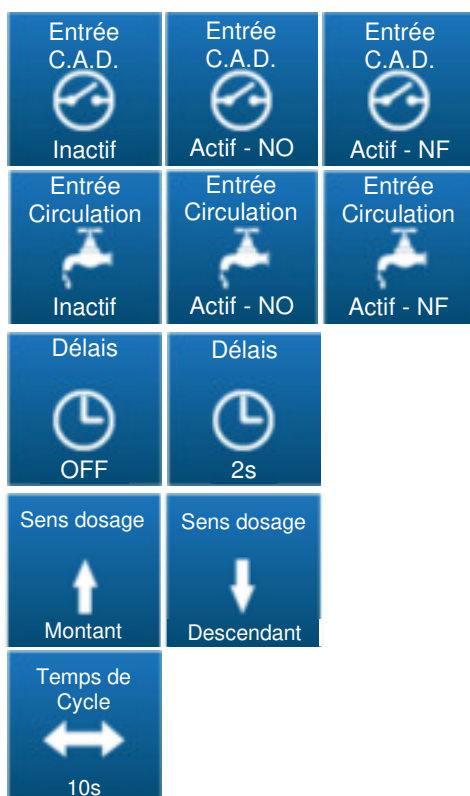 Entrée
C.A.D.
Inactif
Entrée
C.A.D.
Actif - NO
Entrée
C.A.D.
Actif - NF
Entrée
Circulation
Inactif
Entrée
Circulation
Actif - NO
Entrée
Circulation
Actif - NF
Délais
OFF
Délais
2s
Sens dosage
Montant
Sens dosage
Descendant
Temps de
Cycle
10s